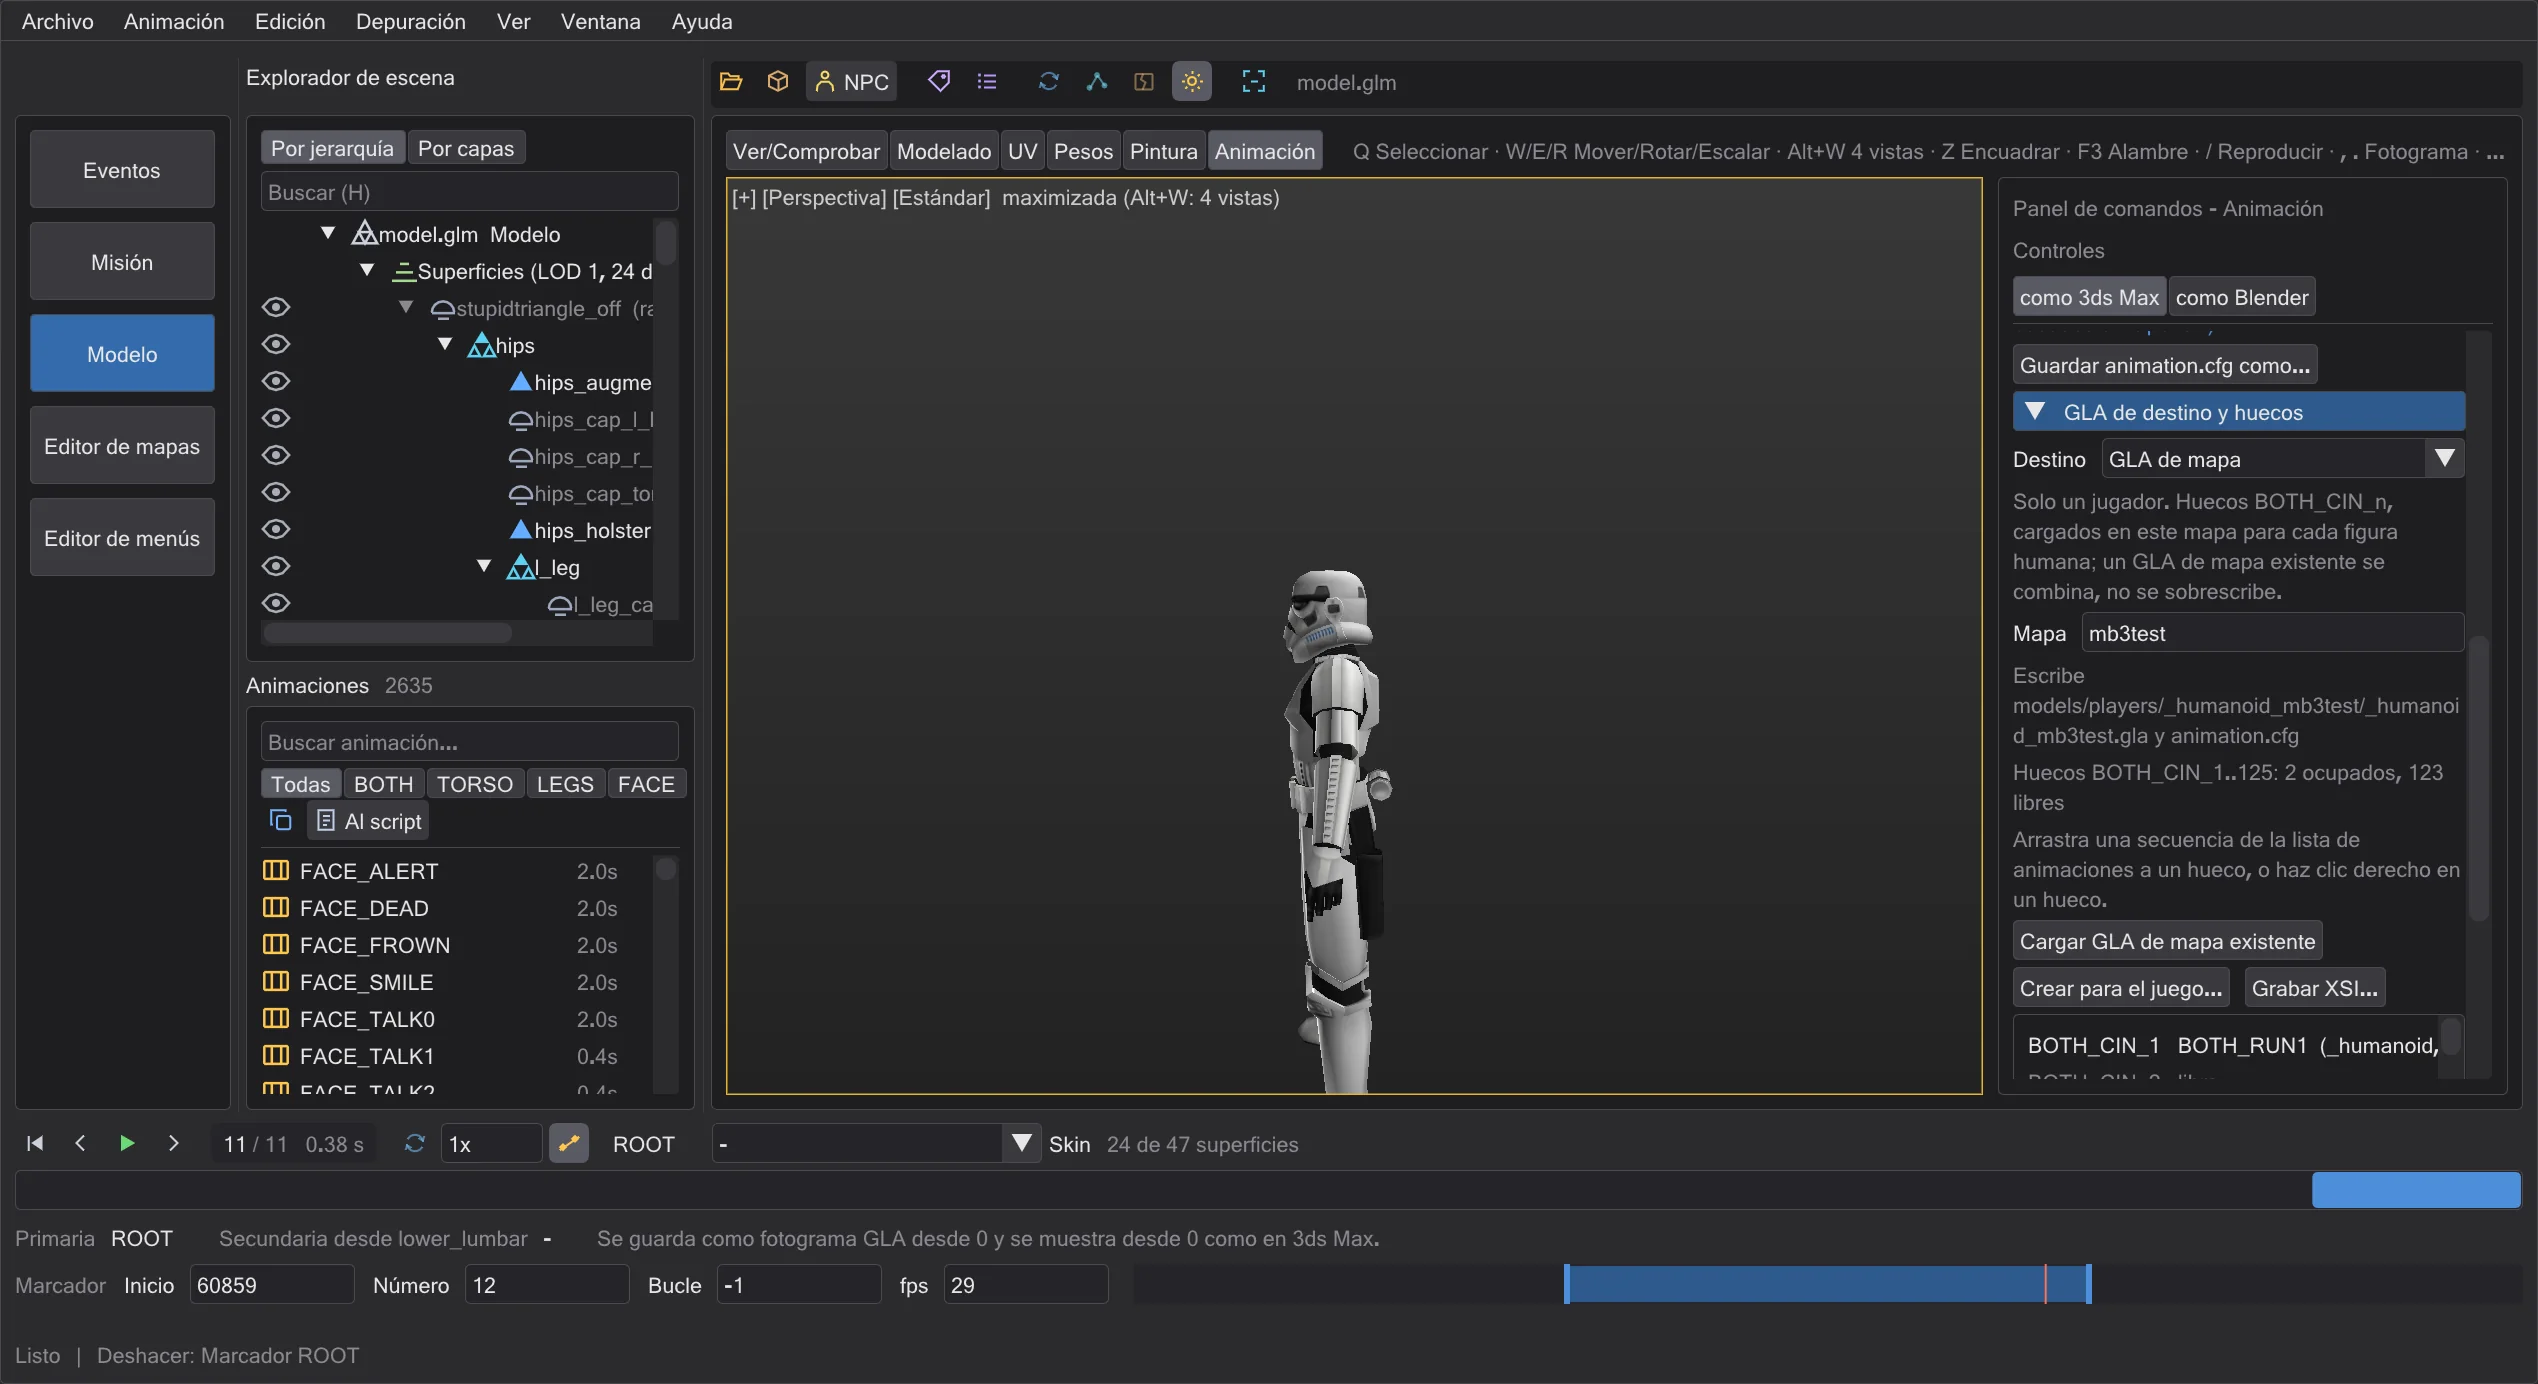 Archivo Animación Edición Depuración Ver Ventana Ayuda
Explorador de escena
NPC
model.glm
Eventos
Misión
Modelo
Editor de mapas
Editor de menús
Por jerarquía Por capas
Buscar (H)
model.glm Modelo
Superficies (LOD 1, 24 d
stupidtriangle_off (ra
hips
hips_augme
hips_cap_l_l
hips_cap_r_
hips_cap_to
hips_holster
l_leg
l_leg_ca
Animaciones 2635
Buscar animación...
Todas BOTH TORSO LEGS FACE
AI script
FACE_ALERT 2.0s
FACE_DEAD 2.0s
FACE_FROWN 2.0s
FACE_SMILE 2.0s
FACE_TALK0 2.0s
FACE_TALK1 0.4s
FACE_TALK2 0.4s
Ver/Comprobar Modelado UV Pesos Pintura Animación
Q Seleccionar · W/E/R Mover/Rotar/Escalar · Alt+W 4 vistas · Z Encuadrar · F3 Alambre · / Reproducir · , . Fotograma · ...
[+] [Perspectiva] [Estándar] maximizada (Alt+W: 4 vistas)
Panel de comandos - Animación
Controles
como 3ds Max como Blender
Guardar animation.cfg como...
GLA de destino y huecos
Destino GLA de mapa
Solo un jugador. Huecos BOTH_CIN_n,
cargados en este mapa para cada figura
humana; un GLA de mapa existente se
combina, no se sobrescribe.
Mapa mb3test
Escribe
models/players/_humanoid_mb3test/_humanoi
d_mb3test.gla y animation.cfg
Huecos BOTH_CIN_1..125: 2 ocupados, 123
libres
Arrastra una secuencia de la lista de
animaciones a un hueco, o haz clic derecho en
un hueco.
Cargar GLA de mapa existente
Crear para el juego... Grabar XSI...
BOTH_CIN_1 BOTH_RUN1 (_humanoid,
11 / 11 0.38 s 1x ROOT - Skin 24 de 47 superficies
Primaria ROOT Secundaria desde lower_lumbar - Se guarda como fotograma GLA desde 0 y se muestra desde 0 como en 3ds Max.
Marcador Inicio 60859 Número 12 Bucle -1 fps 29
Listo | Deshacer: Marcador ROOT